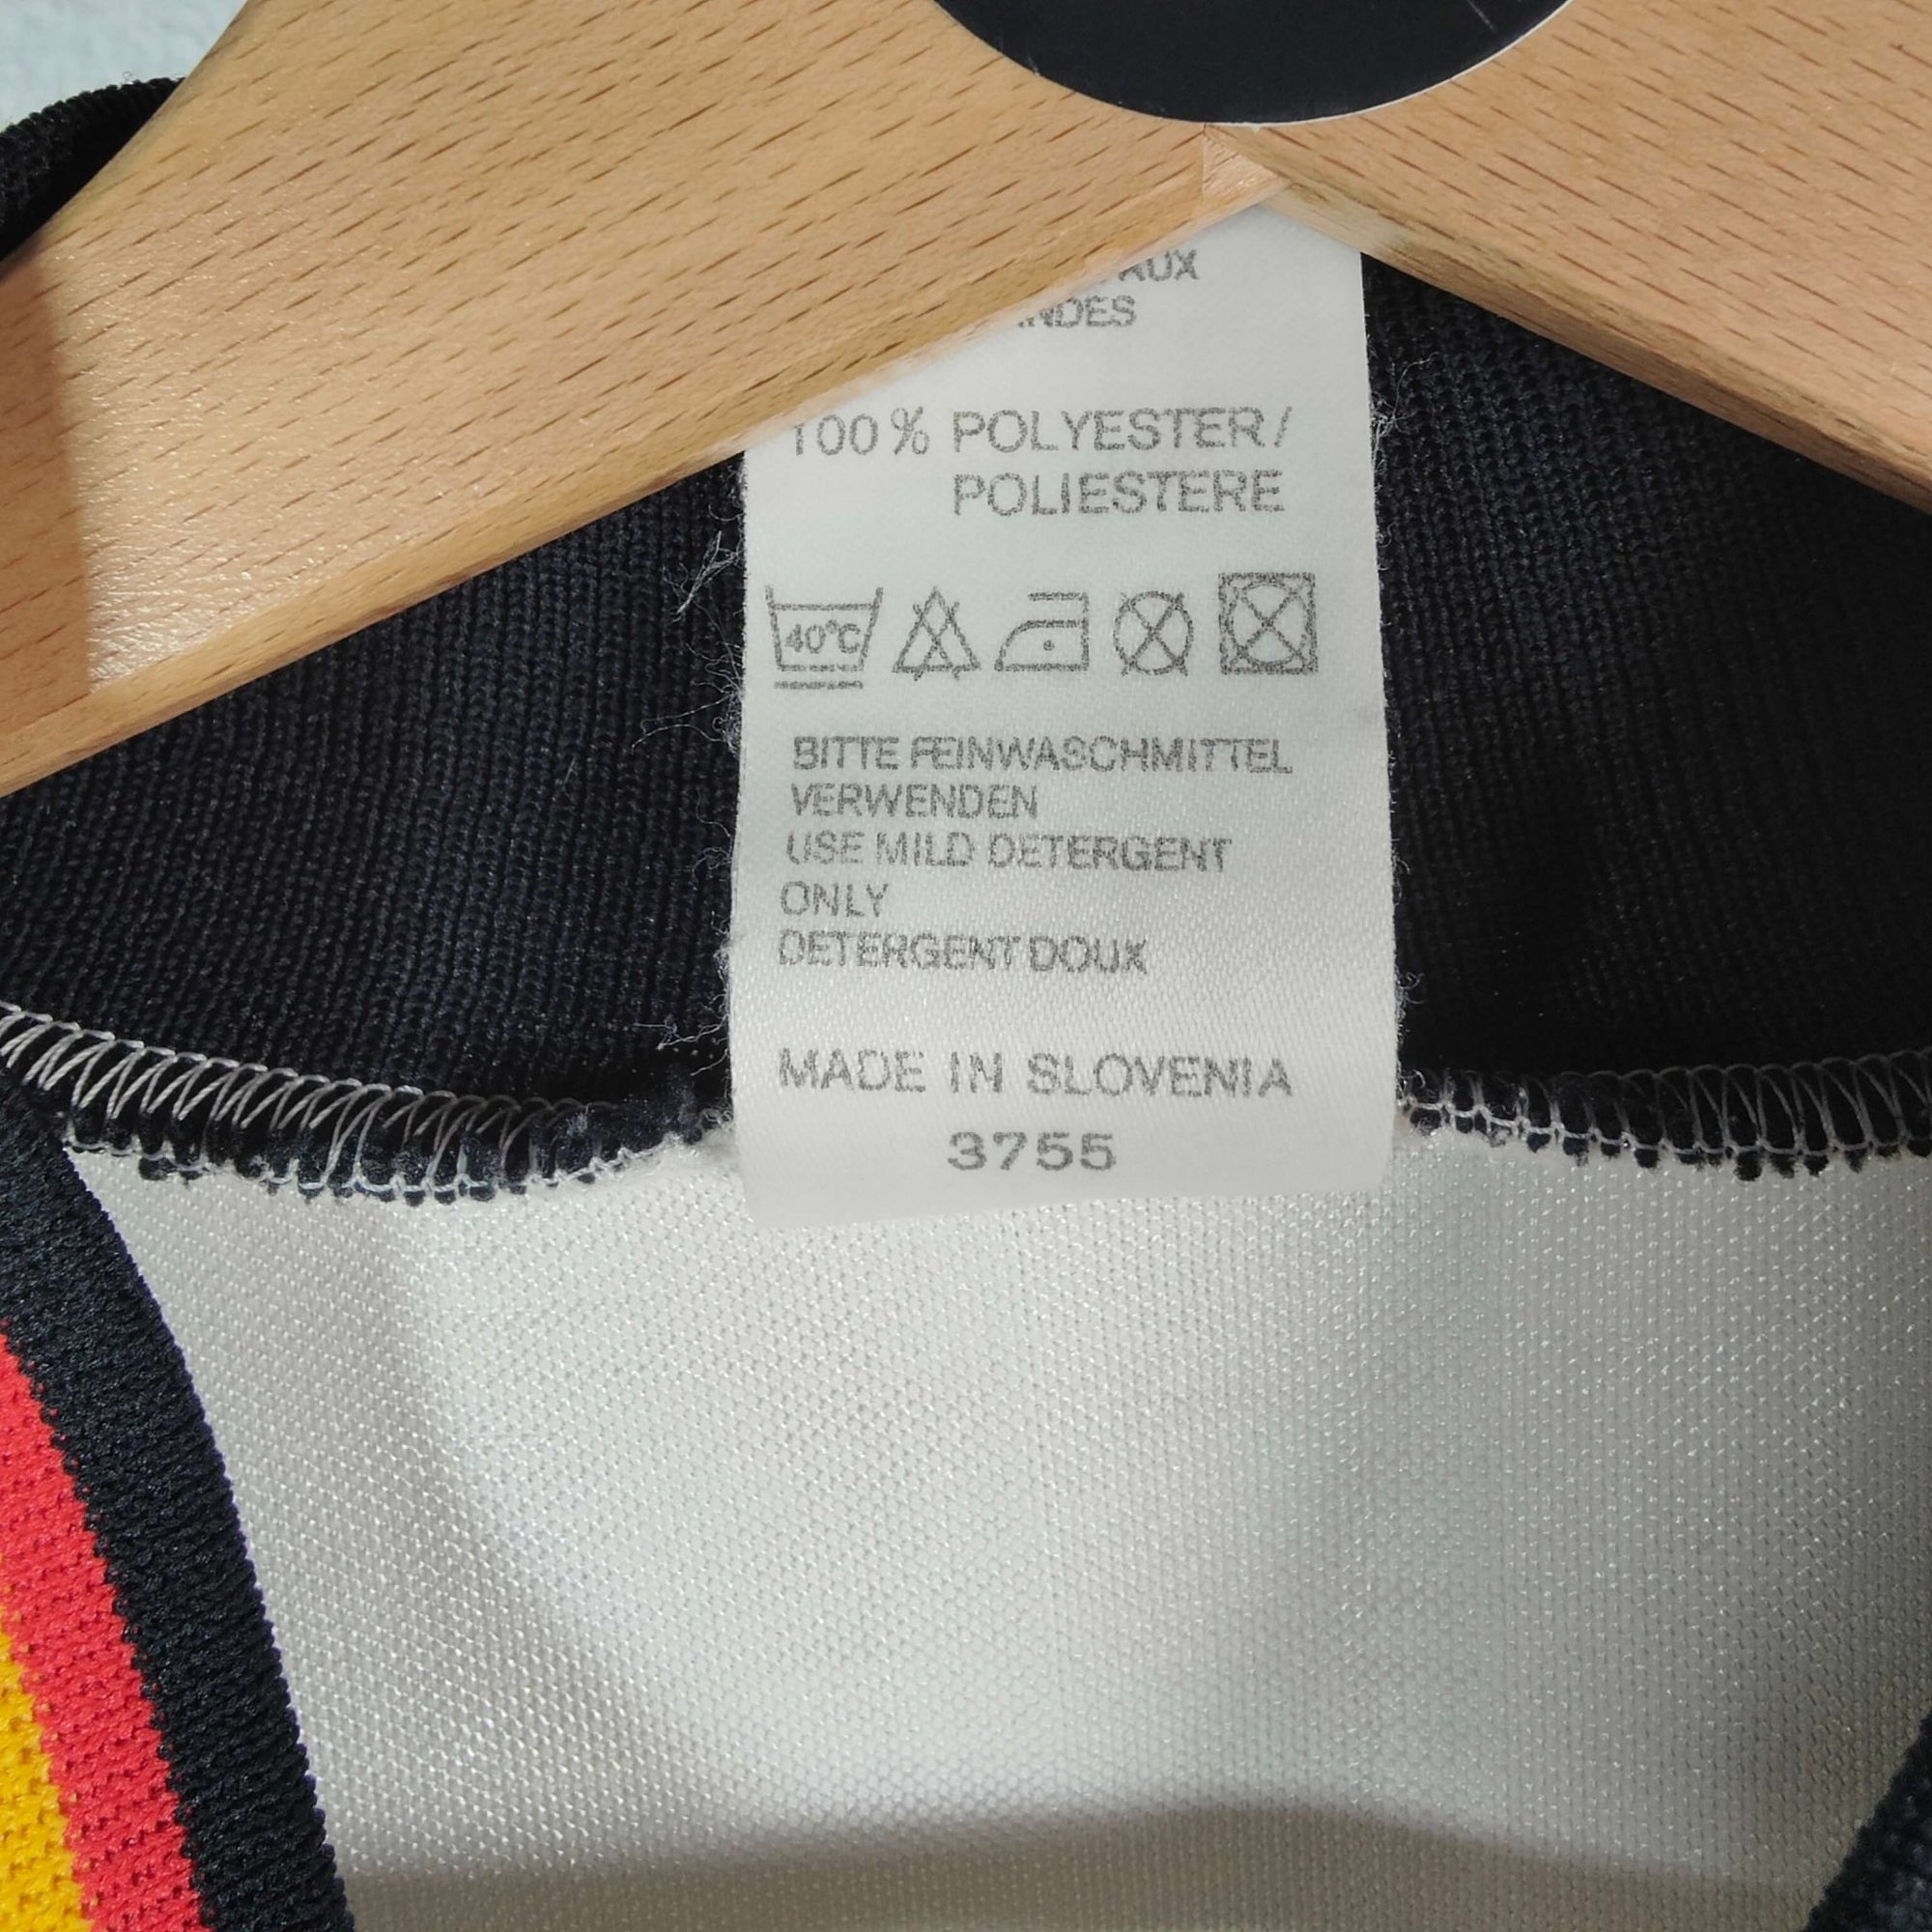 100% POLYESTER/
POLIESTERE
40°C
BITTE FEINWASCHMITTEL
VERWENDEN
USE MILD DETERGENT
ONLY
DETERGENT DOUX
MADE IN SLOVENIA
3755